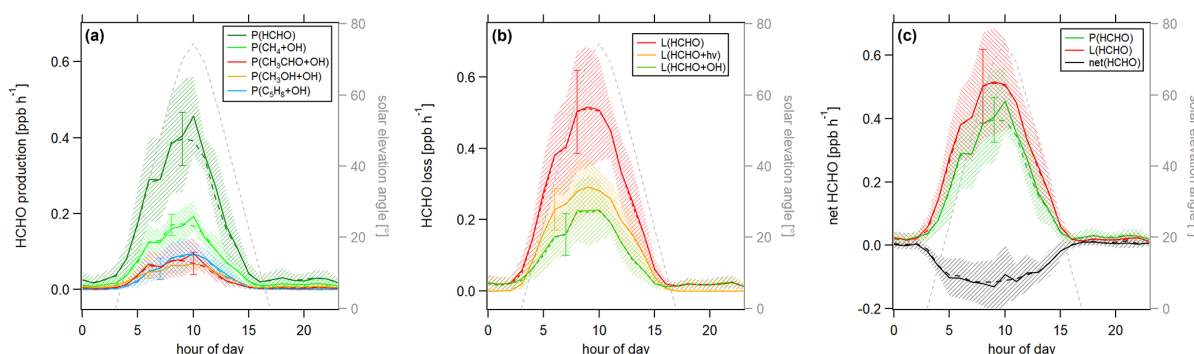 (a)
P(HCHO)
P(CH₄+OH)
P(CH₃CHO+OH)
P(CH₃OH+OH)
P(C₅H₈+OH)
HCHO production [ppb h⁻¹]
0.6
0.4
0.2
0.0
80
60
40
20
0
solar elevation angle [°]
0 5 10 15 20
hour of day
(b)
L(HCHO)
L(HCHO+hv)
L(HCHO+OH)
HCHO loss [ppb h⁻¹]
0.6
0.4
0.2
0.0
80
60
40
20
0
solar elevation angle [°]
0 5 10 15 20
hour of day
(c)
P(HCHO)
L(HCHO)
net(HCHO)
net HCHO [ppb h⁻¹]
0.6
0.4
0.2
0.0
-0.2
80
60
40
20
0
solar elevation angle [°]
0 5 10 15 20
hour of day